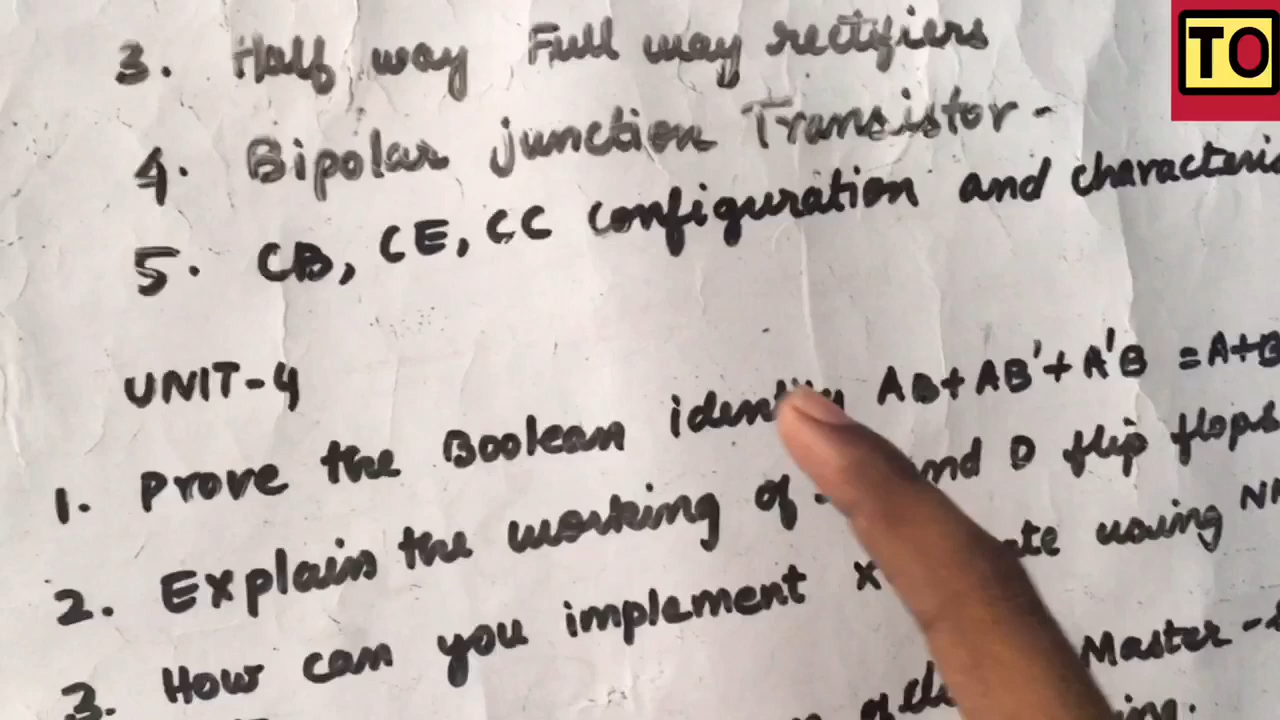 TO
3. Half way Full way rectifiers
4. Bipolar junction Transistor -
5. CB, CE, CC configuration and characteris
UNIT-4
1. Prove the Boolean identity AB+AB'+A'B =A+B
2. Explain the working of and D flip flops
3. How can you implement using
Master-